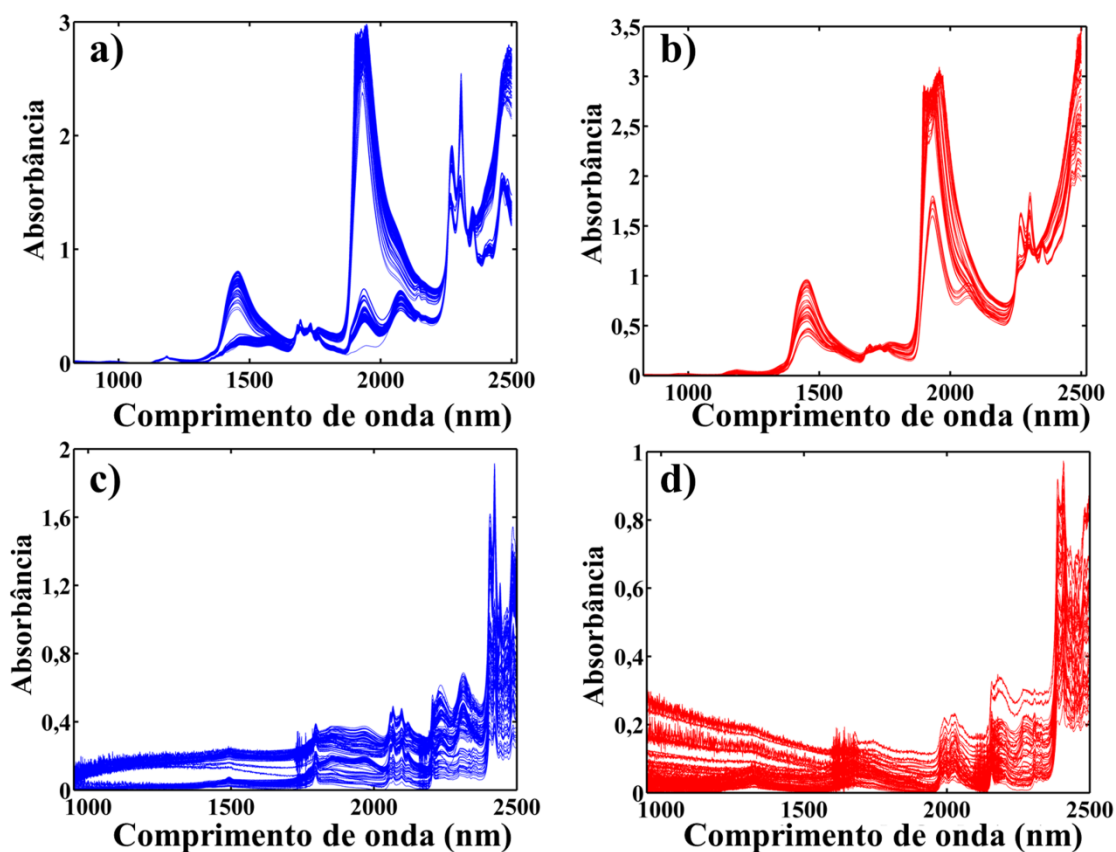 a)
Absorbância
3
2
1
0
1000 1500 2000 2500
Comprimento de onda (nm)
b)
Absorbância
3,5
3
2,5
2
1,5
1
0,5
0
1000 1500 2000 2500
Comprimento de onda (nm)
c)
Absorbância
2
1,6
1,2
0,8
0,4
0
1000 1500 2000 2500
Comprimento de onda (nm)
d)
Absorbância
1
0,8
0,6
0,4
0,2
0
1000 1500 2000 2500
Comprimento de onda (nm)